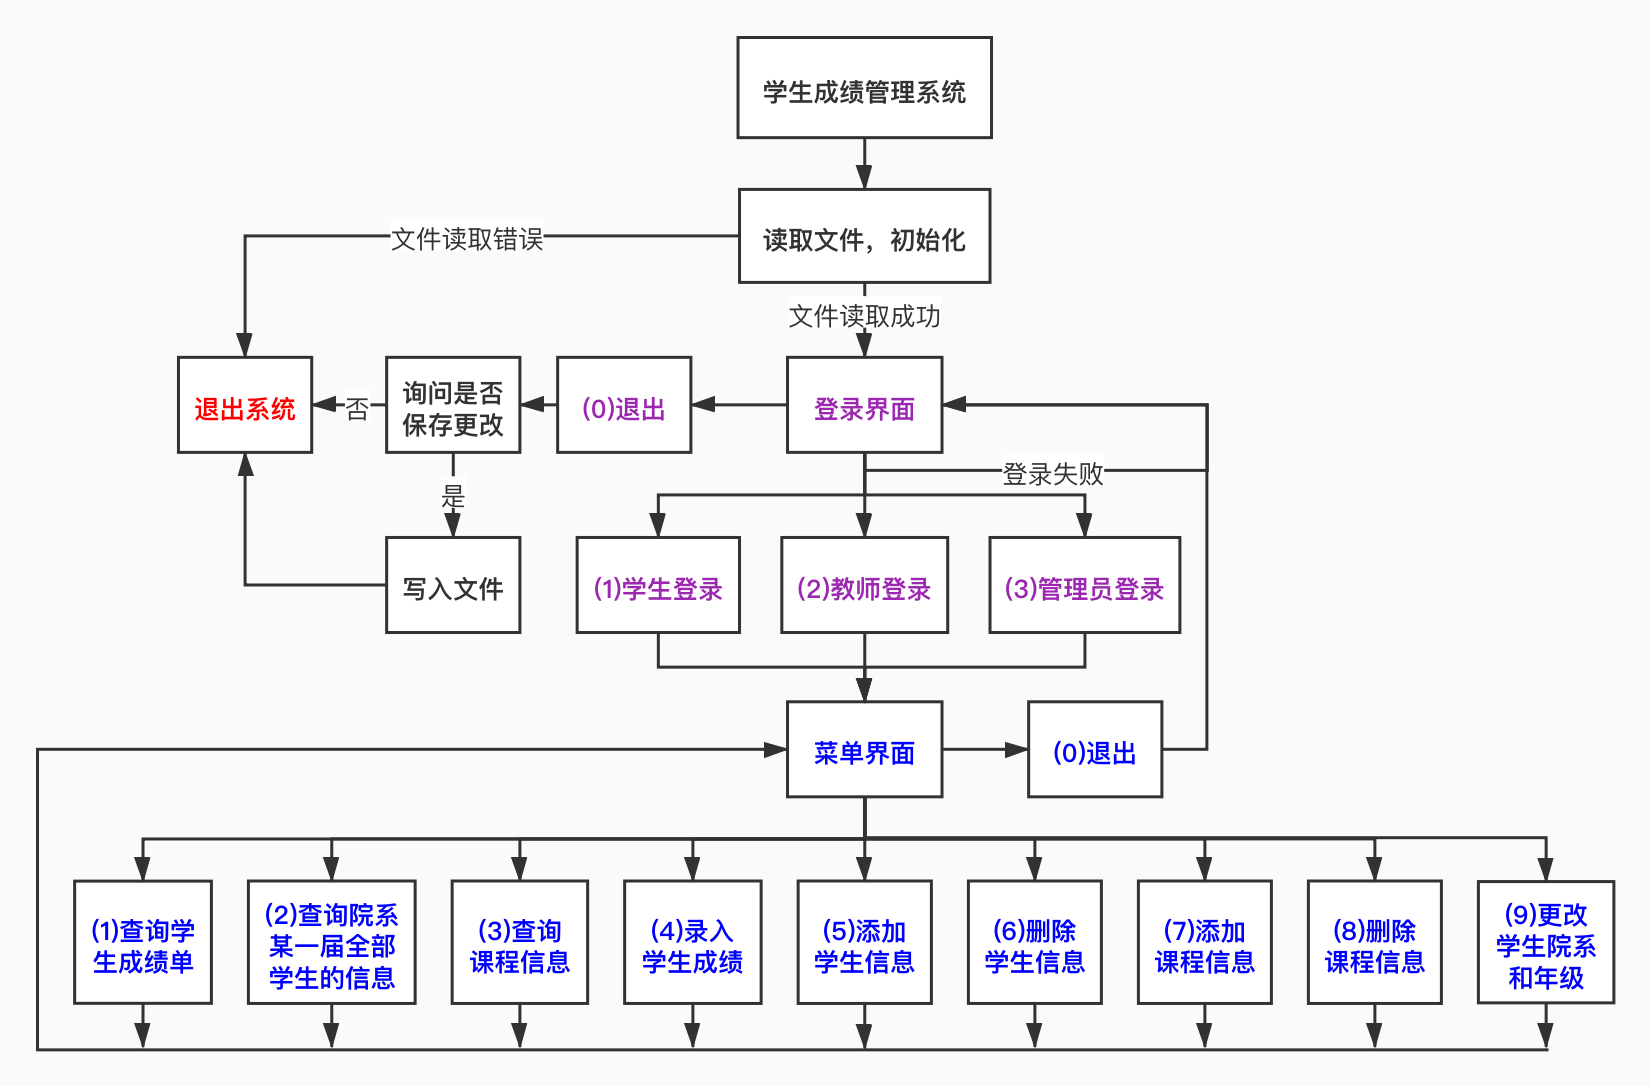 学生成绩管理系统
读取文件，初始化
文件读取错误
文件读取成功
退出系统
否
询问是否
保存更改
(0)退出
登录界面
登录失败
是
写入文件
(1)学生登录
(2)教师登录
(3)管理员登录
菜单界面
(0)退出
(1)查询学
生成绩单
(2)查询院系
某一届全部
学生的信息
(3)查询
课程信息
(4)录入
学生成绩
(5)添加
学生信息
(6)删除
学生信息
(7)添加
课程信息
(8)删除
课程信息
(9)更改
学生院系
和年级